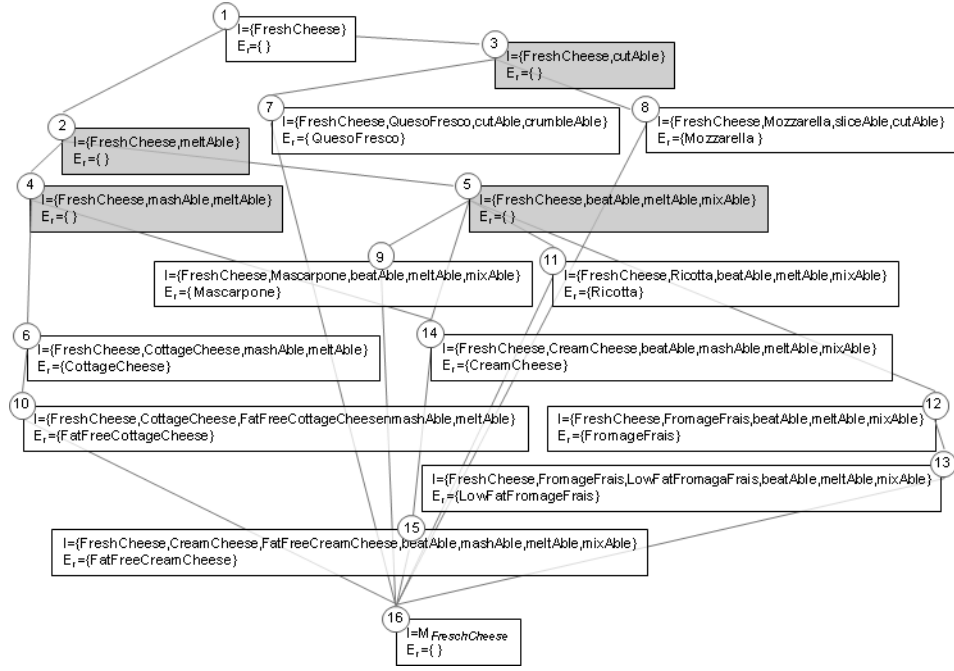 1
I={FreshCheese}
Er={ }
3
I={FreshCheese,cutAble}
Er={ }
7
I={FreshCheese,QuesoFresco,cutAble,crumbleAble}
Er={ QuesoFresco}
8
I={FreshCheese,Mozzarella,sliceAble,cutAble}
Er={Mozzarella }
2
I={FreshCheese,meltAble}
Er={ }
4
I={FreshCheese,mashAble,meltAble}
Er={ }
5
I={FreshCheese,beatAble,meltAble,mixAble}
Er={ }
9
I={FreshCheese,Mascarpone,beatAble,meltAble,mixAble}
Er={Mascarpone}
11
I={FreshCheese,Ricotta,beatAble,meltAble,mixAble}
Er={Ricotta}
6
I={FreshCheese,CottageCheese,mashAble,meltAble}
Er={CottageCheese}
14
I={FreshCheese,CreamCheese,beatAble,mashAble,meltAble,mixAble}
Er={CreamCheese}
10
I={FreshCheese,CottageCheese,FatFreeCottageCheesenmashAble,meltAble}
Er={FatFreeCottageCheese}
12
I={FreshCheese,FromageFrais,beatAble,meltAble,mixAble}
Er={FromageFrais}
13
I={FreshCheese,FromageFrais,LowFatFromagaFrais,beatAble,meltAble,mixAble}
Er={LowFatFromageFrais}
15
I={FreshCheese,CreamCheese,FatFreeCreamCheese,beatAble,mashAble,meltAble,mixAble}
Er={FatFreeCreamCheese}
16
I=MFreschCheese
Er={ }